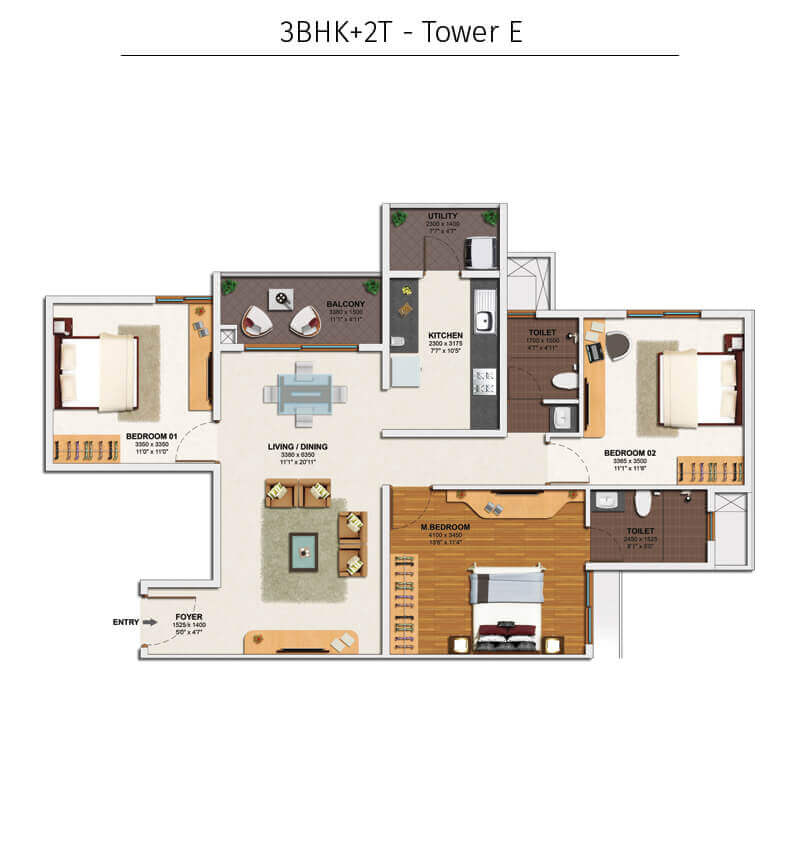 3BHK+2T - Tower E
UTILITY
2300 x 1400
7'7" x 4'7"
BALCONY
3380 x 1500
11'1" x 4'11"
KITCHEN
2300 x 3175
7'7" x 10'5"
TOILET
1700 x 1500
4'7" x 4'11"
BEDROOM 01
3350 x 3350
11'0" x 11'0"
LIVING / DINING
3380 x 6350
11'1" x 20'11"
BEDROOM 02
3365 x 3500
11'1" x 11'6"
M.BEDROOM
4100 x 3450
13'6" x 11'4"
TOILET
2450 x 1525
8'1" x 5'0"
ENTRY
FOYER
1525 x 1400
5'0" x 4'7"